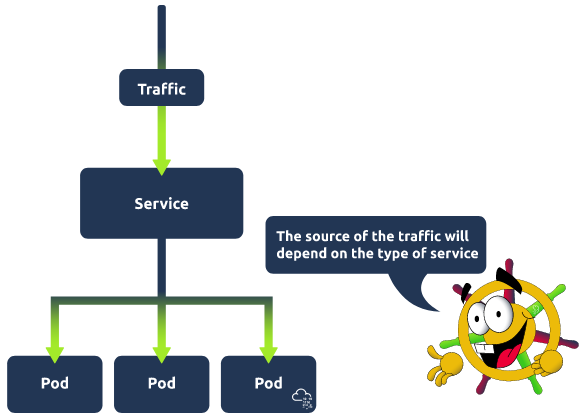 Traffic
Service
The source of the traffic will
depend on the type of service
Pod
Pod
Pod